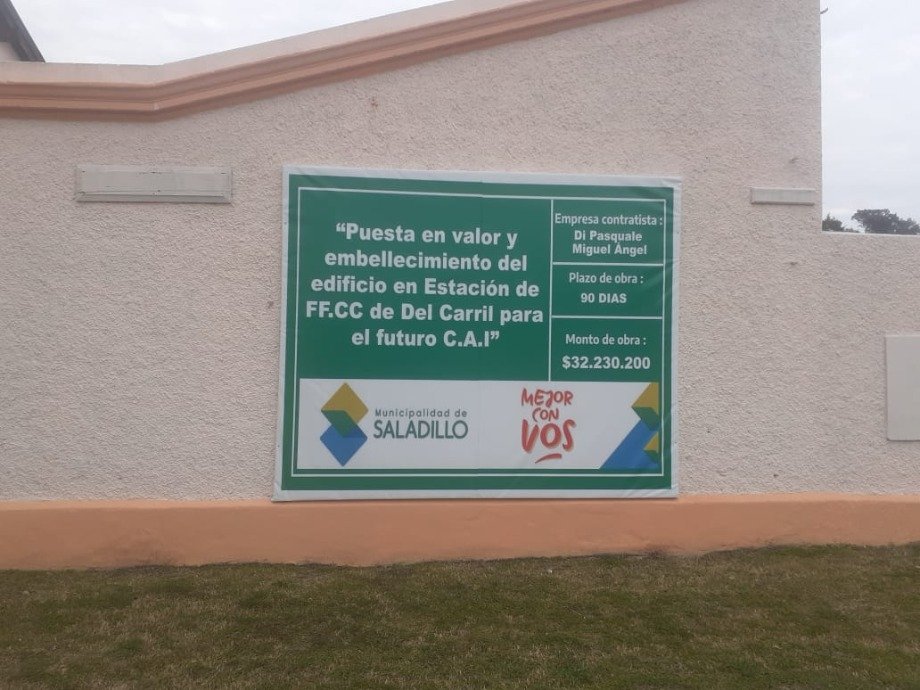 “Puesta en valor y
embellecimiento del
edificio en Estación de
FF.CC de Del Carril para
el futuro C.A.I”
Empresa contratista :
Di Pasquale
Miguel Ángel
Plazo de obra :
90 DIAS
Monto de obra :
$32.230.200
Municipalidad de
SALADILLO
MEJOR
CON
VOS